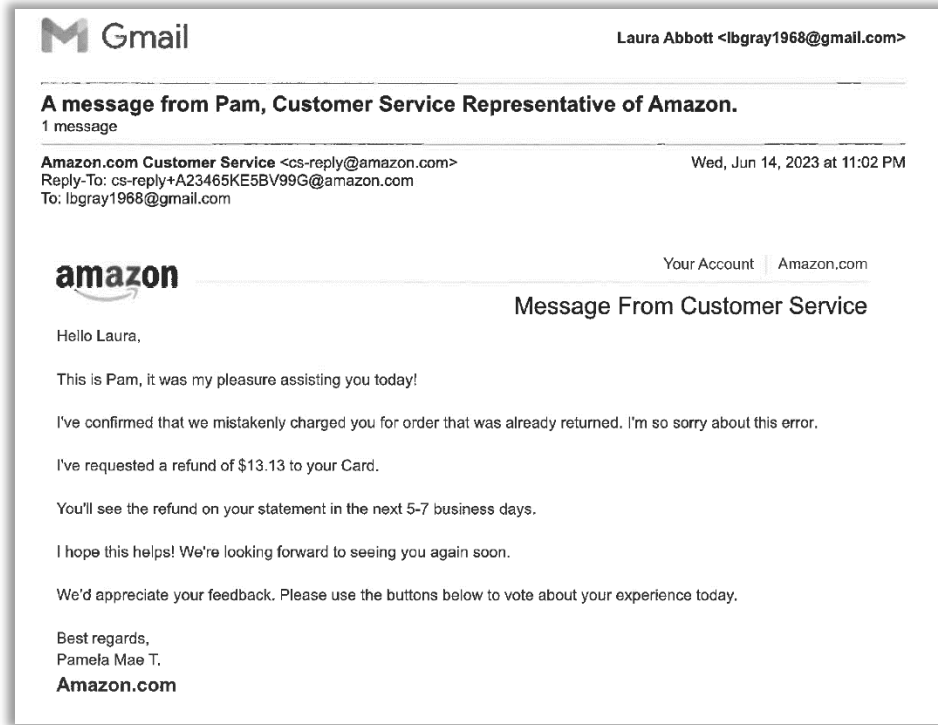 Gmail
Laura Abbott <lbgray1968@gmail.com>
A message from Pam, Customer Service Representative of Amazon.
1 message
Amazon.com Customer Service <cs-reply@amazon.com>
Wed, Jun 14, 2023 at 11:02 PM
Reply-To: cs-reply+A23465KE5BV99G@amazon.com
To: lbgray1968@gmail.com
Your Account | Amazon.com
amazon
Message From Customer Service
Hello Laura,
This is Pam, it was my pleasure assisting you today!
I've confirmed that we mistakenly charged you for order that was already returned. I'm so sorry about this error.
I've requested a refund of $13.13 to your Card.
You'll see the refund on your statement in the next 5-7 business days.
I hope this helps! We're looking forward to seeing you again soon.
We'd appreciate your feedback. Please use the buttons below to vote about your experience today.
Best regards,
Pamela Mae T.
Amazon.com